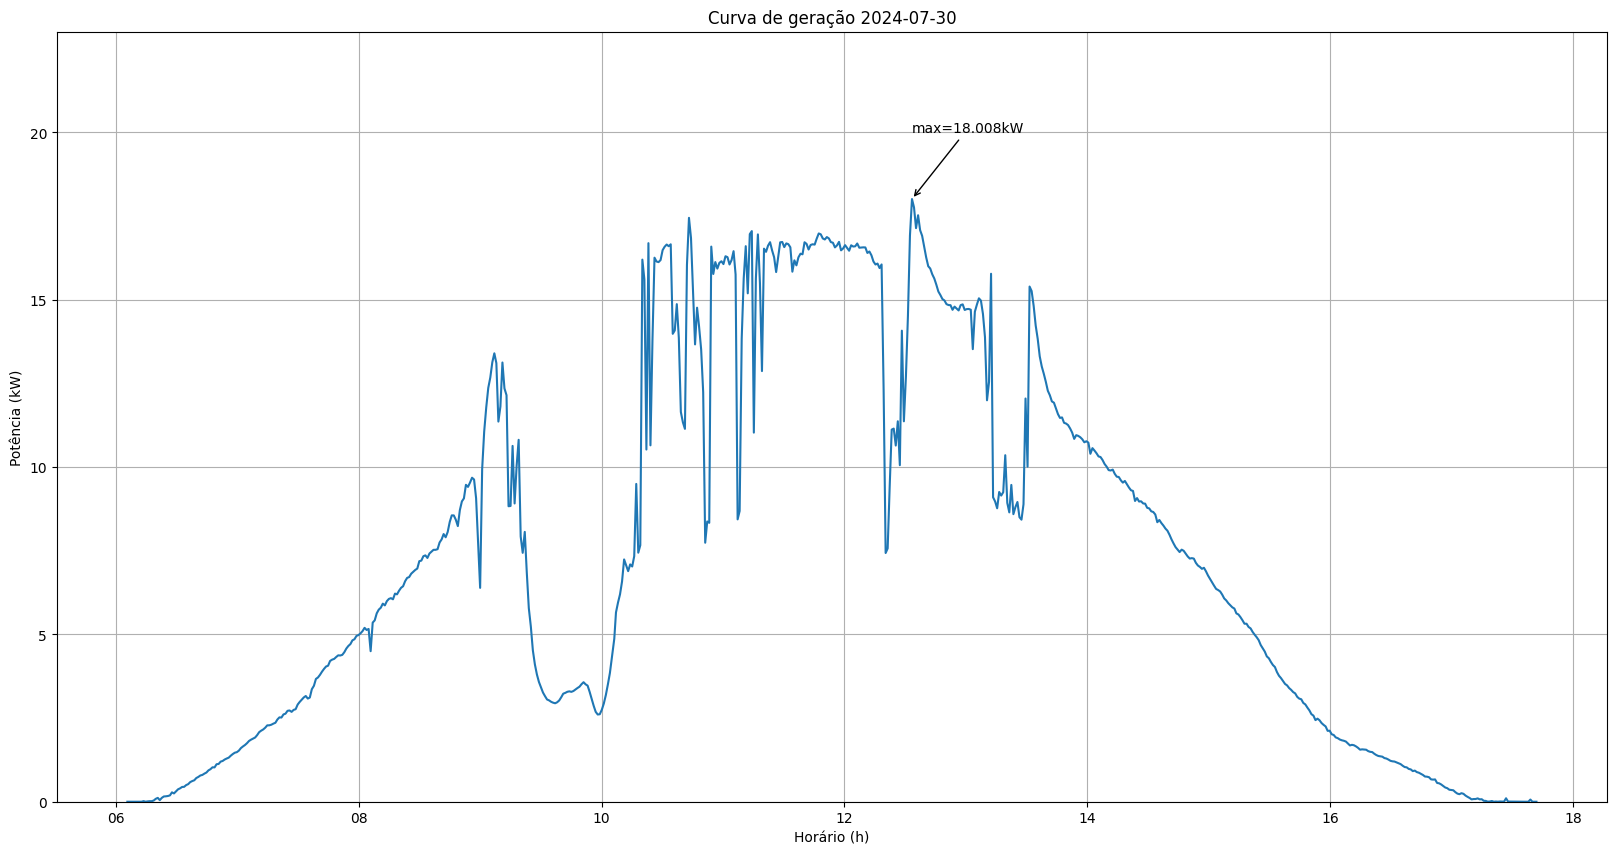 Curva de geração 2024-07-30
max=18.008kW
Potência (kW)
20
15
10
5
0
06 08 10 12 14 16 18
Horário (h)